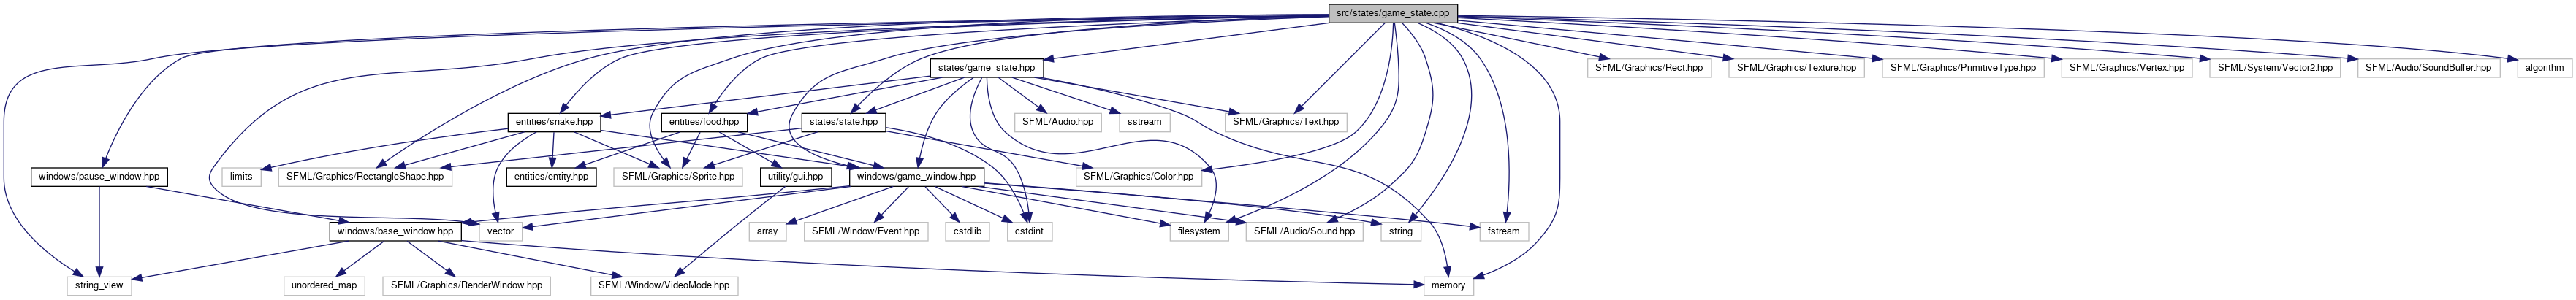 src/states/game_state.cpp
states/game_state.hpp
SFML/Graphics/Rect.hpp
SFML/Graphics/Texture.hpp
SFML/Graphics/PrimitiveType.hpp
SFML/Graphics/Vertex.hpp
SFML/System/Vector2.hpp
SFML/Audio/SoundBuffer.hpp
algorithm
entities/snake.hpp
entities/food.hpp
states/state.hpp
SFML/Audio.hpp
sstream
SFML/Graphics/Text.hpp
windows/pause_window.hpp
limits
SFML/Graphics/RectangleShape.hpp
entities/entity.hpp
SFML/Graphics/Sprite.hpp
utility/gui.hpp
windows/game_window.hpp
SFML/Graphics/Color.hpp
windows/base_window.hpp
vector
array
SFML/Window/Event.hpp
cstdlib
cstdint
filesystem
SFML/Audio/Sound.hpp
string
fstream
string_view
unordered_map
SFML/Graphics/RenderWindow.hpp
SFML/Window/VideoMode.hpp
memory